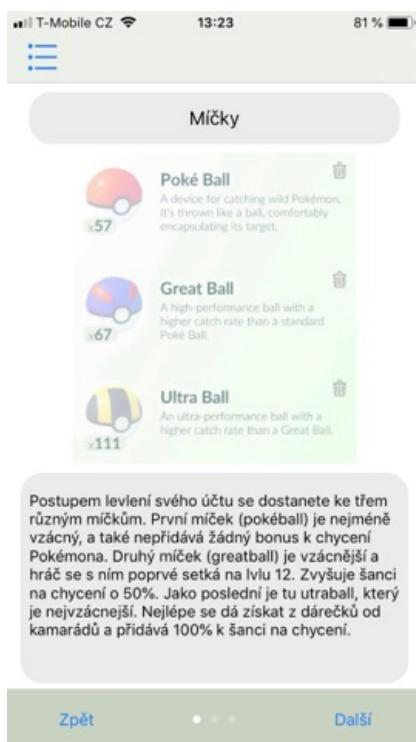 T-Mobile CZ 13:23 81 %
Míčky
Poké Ball
A device for catching wild Pokémon.
It's thrown like a ball, comfortably
encapsulating its target.
x57
Great Ball
A high-performance ball with a
higher catch rate than a standard
Poké Ball.
x67
Ultra Ball
An ultra-performance ball with a
higher catch rate than a Great Ball.
x111
Postupem levlení svého účtu se dostanete ke třem
různým míčkům. První míček (pokéball) je nejméně
vzácný, a také nepřidává žádný bonus k chycení
Pokémona. Druhý míček (greatball) je vzácnější a
hráč se s ním poprvé setká na lvlu 12. Zvyšuje šanci
na chycení o 50%. Jako poslední je tu utraball, který
je nejvzácnejší. Nejlépe se dá získat z dárečků od
kamarádů a přidává 100% k šanci na chycení.
Zpět Další